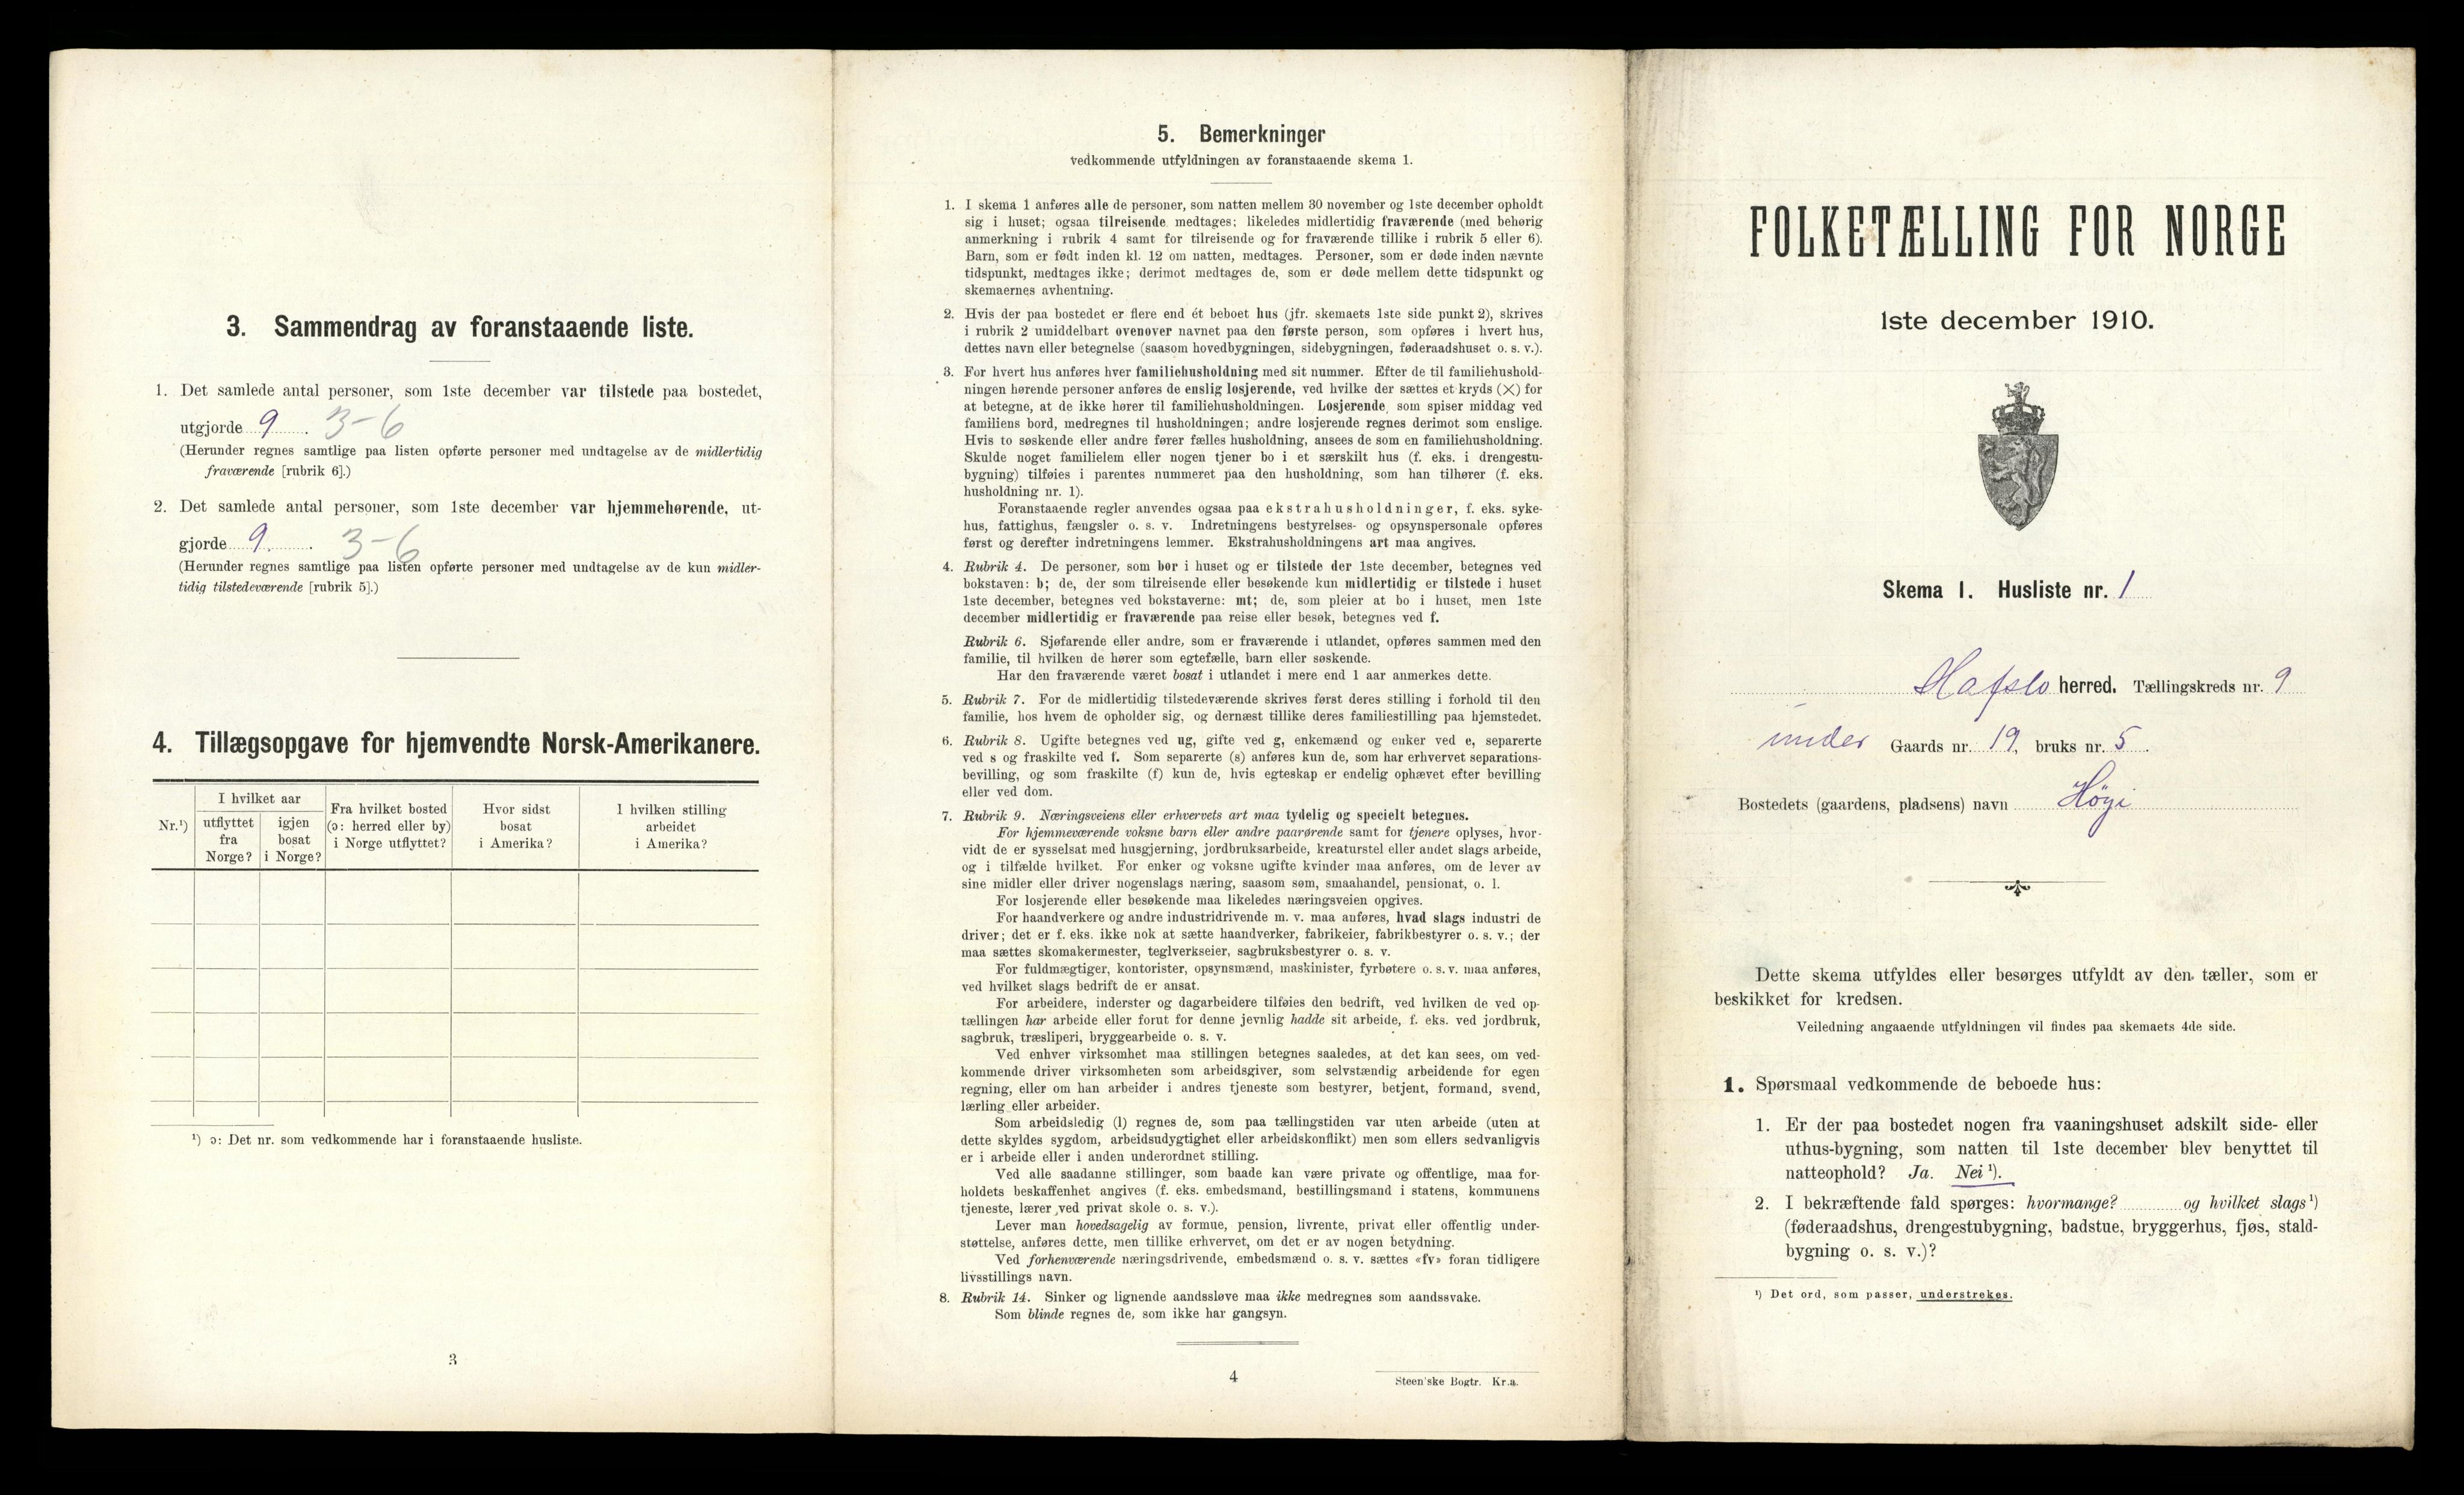 3. Sammendrag av foranstaaende liste.
1. Det samlede antal personer, som 1ste december var tilstede paa bostedet,
utgjorde 9. 3-6
(Herunder regnes samtlige paa listen opførte personer med undtagelse av de midlertidig
fraværende [rubrik 6].)
2. Det samlede antal personer, som 1ste december var hjemmehørende, ut-
gjorde 9. 3-6
(Herunder regnes samtlige paa listen opførte personer med undtagelse av de kun midler-
tidig tilstedeværende [rubrik 5].)
4. Tillægsopgave for hjemvendte Norsk-Amerikanere.
Nr.¹)
I hvilket aar
utflyttet
fra
Norge?
igjen
bosat
i Norge?
Fra hvilket bosted
(ɔ: herred eller by)
i Norge utflyttet?
Hvor sidst
bosat
i Amerika?
I hvilken stilling
arbeidet
i Amerika?
¹) ɔ: Det nr. som vedkommende har i foranstaaende husliste.
3
5. Bemerkninger
vedkommende utfyldningen av foranstaaende skema 1.
1. I skema 1 anføres alle de personer, som natten mellem 30 november og 1ste december opholdt
sig i huset; ogsaa tilreisende medtages; likeledes midlertidig fraværende (med behørig
anmerkning i rubrik 4 samt for tilreisende og for fraværende tillike i rubrik 5 eller 6).
Barn, som er født inden kl. 12 om natten, medtages. Personer, som er døde inden nævnte
tidspunkt, medtages ikke; derimot medtages de, som er døde mellem dette tidspunkt og
skemaernes avhentning.
2. Hvis der paa bostedet er flere end ét beboet hus (jfr. skemaets 1ste side punkt 2), skrives
i rubrik 2 umiddelbart ovenover navnet paa den første person, som opføres i hvert hus,
dettes navn eller betegnelse (saasom hovedbygningen, sidebygningen, føderaadshuset o. s. v.).
3. For hvert hus anføres hver familiehusholdning med sit nummer. Efter de til familiehushold-
ningen hørende personer anføres de enslig losjerende, ved hvilke der sættes et kryds (×) for
at betegne, at de ikke hører til familiehusholdningen. Losjerende, som spiser middag ved
familiens bord, medregnes til husholdningen; andre losjerende regnes derimot som enslige.
Hvis to søskende eller andre fører fælles husholdning, ansees de som en familiehusholdning.
Skulde noget familielem eller nogen tjener bo i et særskilt hus (f. eks. i drengestu-
bygning) tilføies i parentes nummeret paa den husholdning, som han tilhører (f. eks.
husholdning nr. 1).
Foranstaaende regler anvendes ogsaa paa ekstrahusholdninger, f. eks. syke-
hus, fattighus, fængsler o. s. v. Indretningens bestyrelses- og opsynspersonale opføres
først og derefter indretningens lemmer. Ekstrahusholdningens art maa angives.
4. Rubrik 4. De personer, som bor i huset og er tilstede der 1ste december, betegnes ved
bokstaven: b; de, der som tilreisende eller besøkende kun midlertidig er tilstede i huset
1ste december, betegnes ved bokstaverne: mt; de, som pleier at bo i huset, men 1ste
december midlertidig er fraværende paa reise eller besøk, betegnes ved f.
Rubrik 6. Sjøfarende eller andre, som er fraværende i utlandet, opføres sammen med den
familie, til hvilken de hører som egtefælle, barn eller søskende.
Har den fraværende været bosat i utlandet i mere end 1 aar anmerkes dette.
5. Rubrik 7. For de midlertidig tilstedeværende skrives først deres stilling i forhold til den
familie, hos hvem de opholder sig, og dernæst tillike deres familiestilling paa hjemstedet.
6. Rubrik 8. Ugifte betegnes ved ug, gifte ved g, enkemænd og enker ved e, separerte
ved s og fraskilte ved f. Som separerte (s) anføres kun de, som har erhvervet separations-
bevilling, og som fraskilte (f) kun de, hvis egteskap er endelig ophævet efter bevilling
eller ved dom.
7. Rubrik 9. Næringsveiens eller erhvervets art maa tydelig og specielt betegnes.
For hjemmeværende voksne barn eller andre paarørende samt for tjenere oplyses, hvor-
vidt de er sysselsat med husgjerning, jordbruksarbeide, kreaturstel eller andet slags arbeide,
og i tilfælde hvilket. For enker og voksne ugifte kvinder maa anføres, om de lever av
sine midler eller driver nogenslags næring, saasom søm, smaahandel, pensionat, o. l.
For losjerende eller besøkende maa likeledes næringsveien opgives.
For haandverkere og andre industridrivende m. v. maa anføres, hvad slags industri de
driver; det er f. eks. ikke nok at sætte haandverker, fabrikeier, fabrikbestyrer o. s. v.; der
maa sættes skomakermester, teglverkseier, sagbruksbestyrer o. s. v.
For fuldmægtiger, kontorister, opsynsmænd, maskinister, fyrbøtere o. s. v. maa anføres,
ved hvilket slags bedrift de er ansat.
For arbeidere, inderster og dagarbeidere tilføies den bedrift, ved hvilken de ved op-
tællingen har arbeide eller forut for denne jevnlig hadde sit arbeide, f. eks. ved jordbruk,
sagbruk, træsliperi, bryggearbeide o. s. v.
Ved enhver virksomhet maa stillingen betegnes saaledes, at det kan sees, om ved-
kommende driver virksomheten som arbeidsgiver, som selvstændig arbeidende for egen
regning, eller om han arbeider i andres tjeneste som bestyrer, betjent, formand, svend,
lærling eller arbeider.
Som arbeidsledig (l) regnes de, som paa tællingstiden var uten arbeide (uten at
dette skyldes sygdom, arbeidsudygtighet eller arbeidskonflikt) men som ellers sedvanligvis
er i arbeide eller i anden underordnet stilling.
Ved alle saadanne stillinger, som baade kan være private og offentlige, maa for-
holdets beskaffenhet angives (f. eks. embedsmand, bestillingsmand i statens, kommunens
tjeneste, lærer ved privat skole o. s. v.).
Lever man hovedsagelig av formue, pension, livrente, privat eller offentlig under-
støttelse, anføres dette, men tillike erhvervet, om det er av nogen betydning.
Ved forhenværende næringsdrivende, embedsmænd o. s. v. sættes «fv» foran tidligere
livsstillings navn.
8. Rubrik 14. Sinker og lignende aandssløve maa ikke medregnes som aandssvake.
Som blinde regnes de, som ikke har gangsyn.
4
Steen'ske Bogtr. Kr.a.
FOLKETÆLLING FOR NORGE
1ste december 1910.
Skema I. Husliste nr. 1
Hafslo herred. Tællingskreds nr. 9
under Gaards nr. 19, bruks nr. 5.
Bostedets (gaardens, pladsens) navn Høyi
Dette skema utfyldes eller besørges utfyldt av den tæller, som er
beskikket for kredsen.
Veiledning angaaende utfyldningen vil findes paa skemaets 4de side.
1. Spørsmaal vedkommende de beboede hus:
1. Er der paa bostedet nogen fra vaaningshuset adskilt side- eller
uthus-bygning, som natten til 1ste december blev benyttet til
natteophold? Ja. Nei ¹).
2. I bekræftende fald spørges: hvormange? og hvilket slags ¹)
(føderaadshus, drengestubygning, badstue, bryggerhus, fjøs, stald-
bygning o. s. v.)?
¹) Det ord, som passer, understrekes.